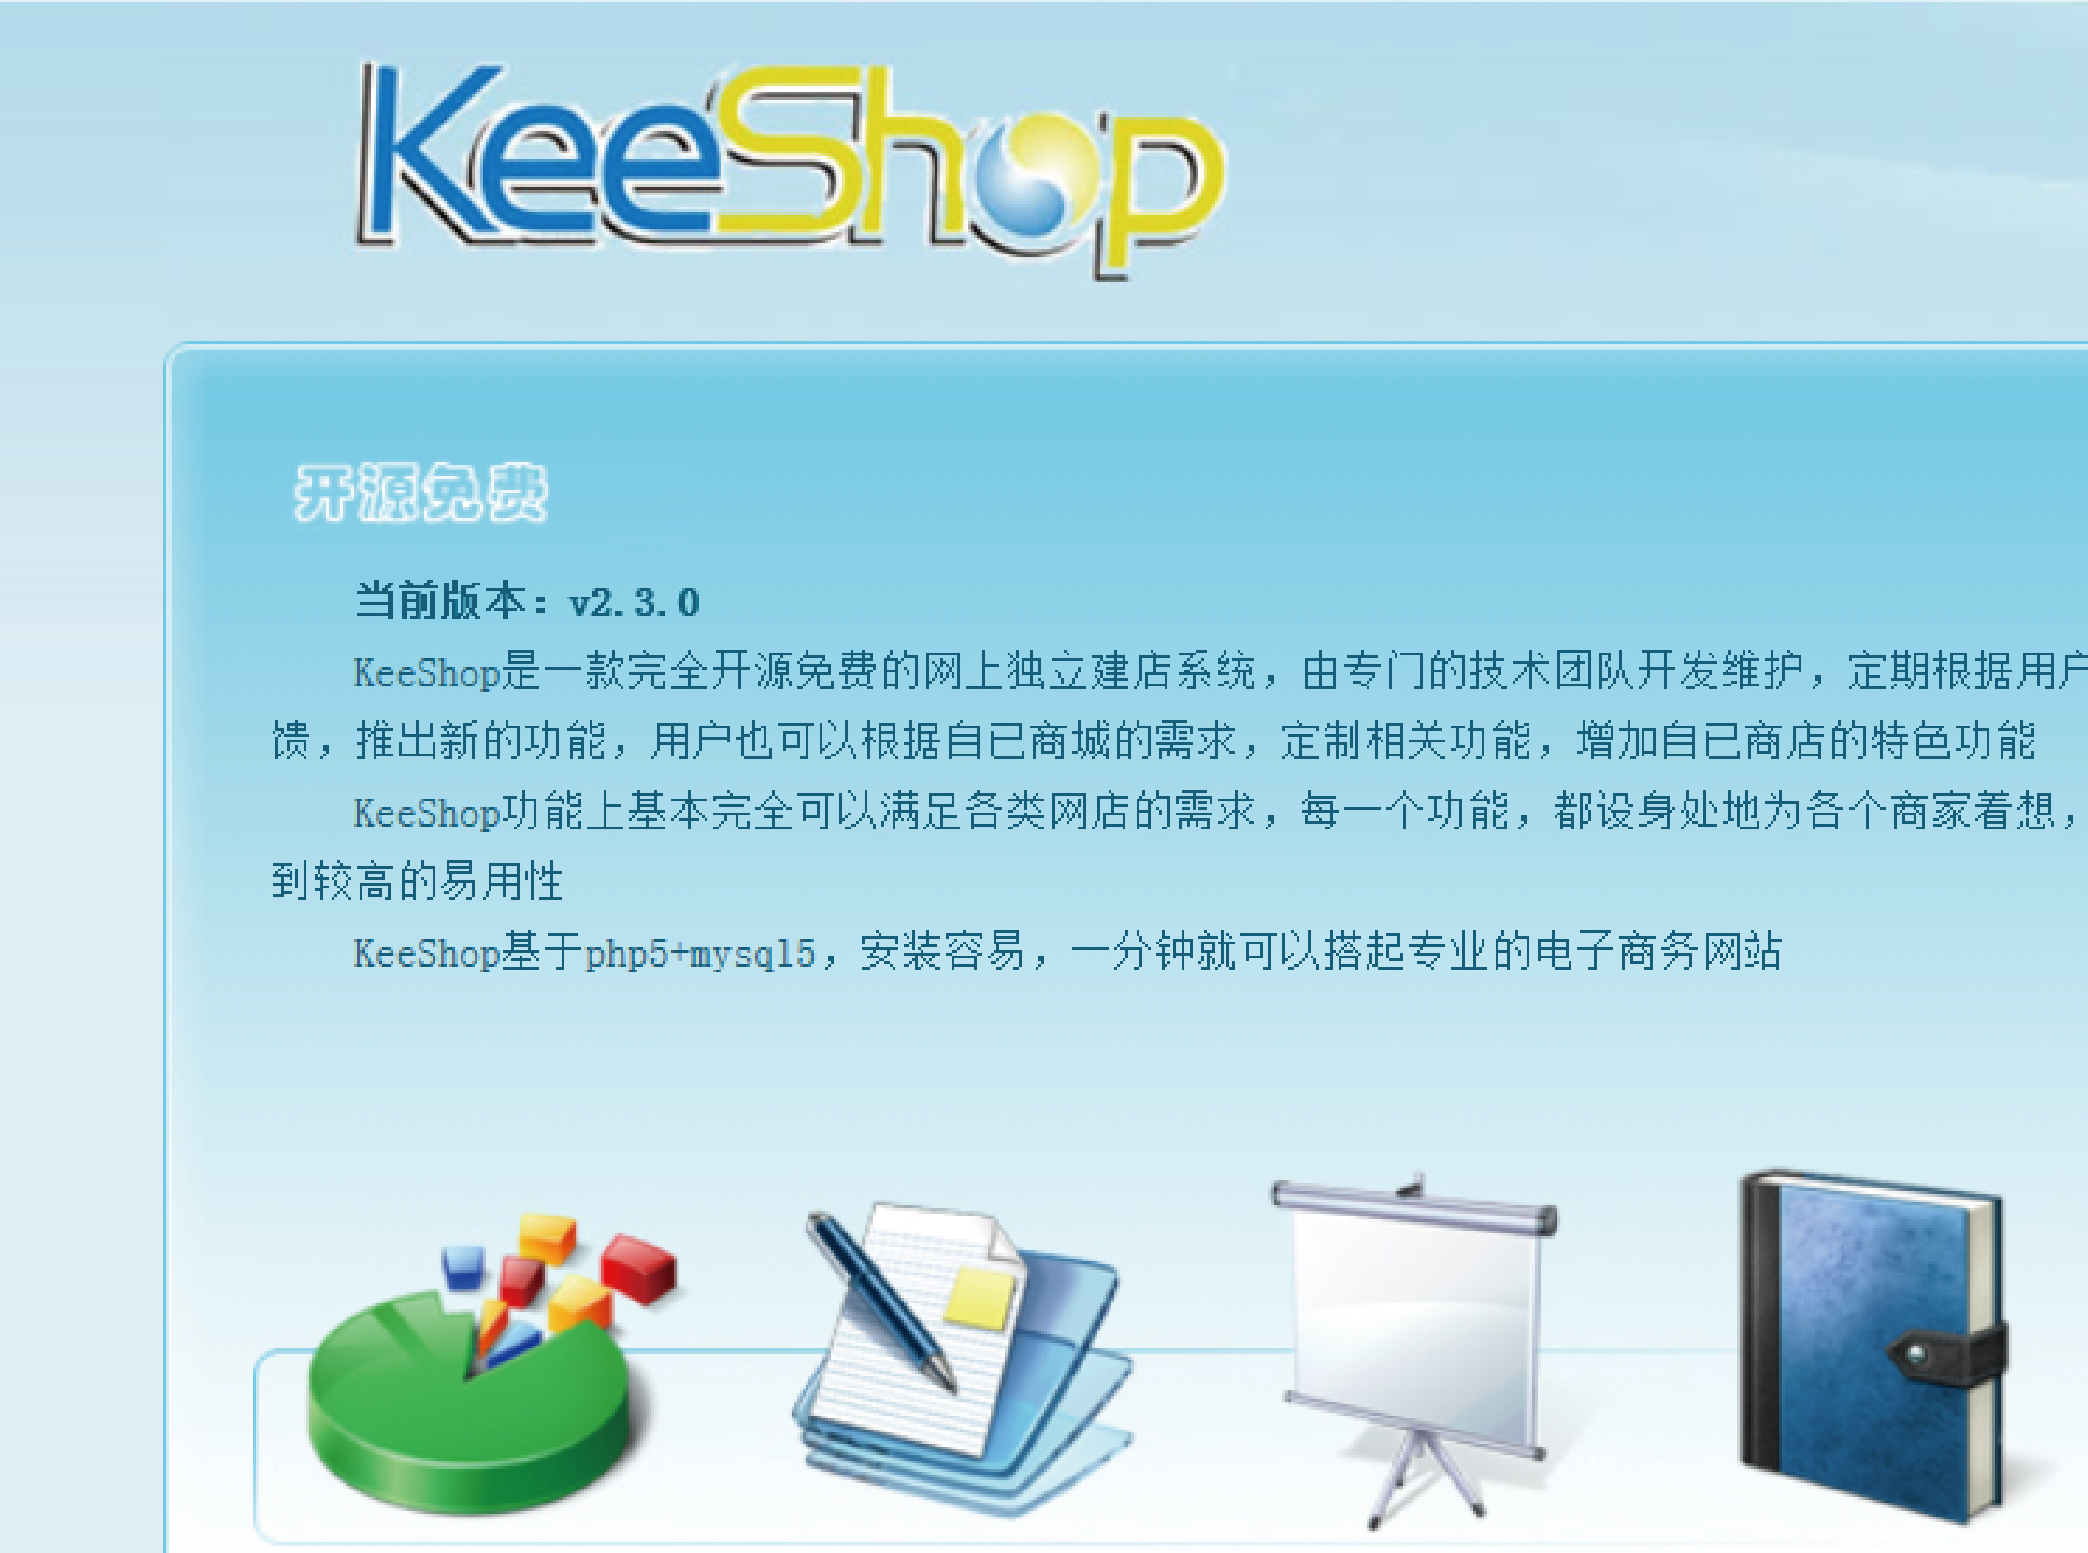 KeeShop
开源免费
当前版本：v2.3.0
KeeShop是一款完全开源免费的网上独立建店系统，由专门的技术团队开发维护，定期根据用户
馈，推出新的功能，用户也可以根据自已商城的需求，定制相关功能，增加自已商店的特色功能
KeeShop功能上基本完全可以满足各类网店的需求，每一个功能，都设身处地为各个商家着想，
到较高的易用性
KeeShop基于php5+mysql5，安装容易，一分钟就可以搭起专业的电子商务网站